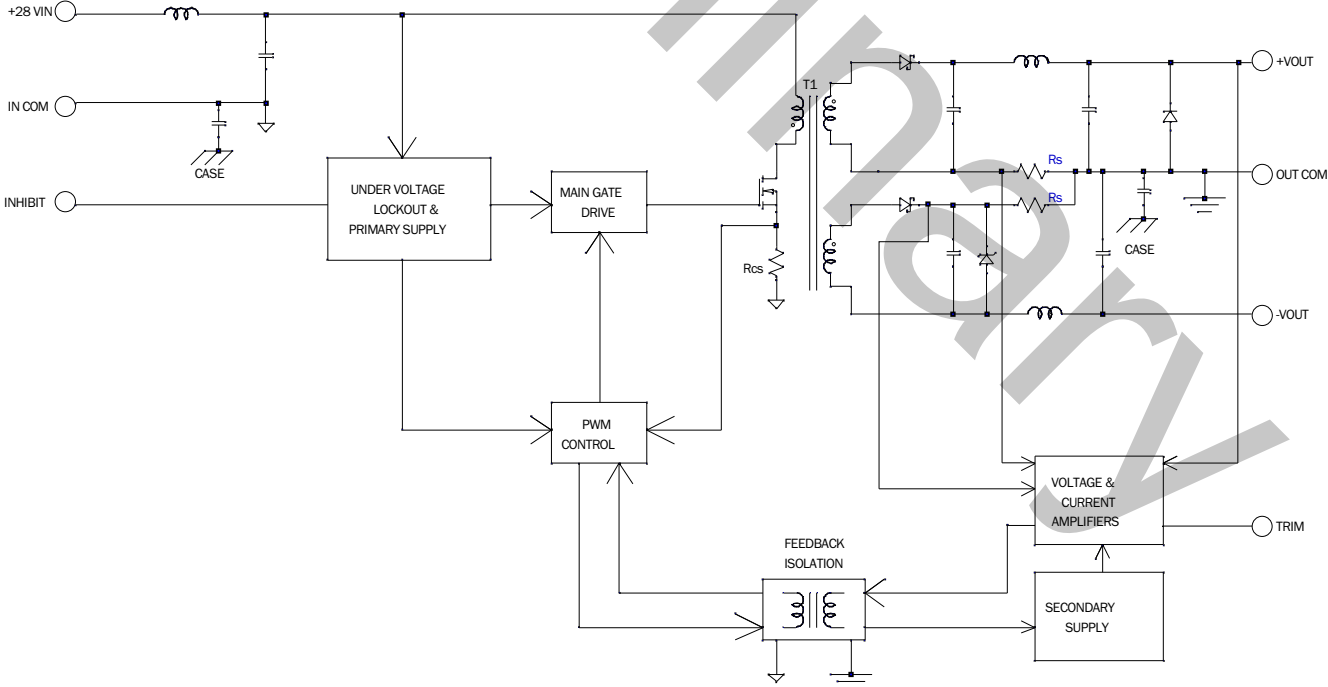 +28 VIN
IN COM
CASE
INHIBIT
UNDER VOLTAGE
LOCKOUT &
PRIMARY SUPPLY
MAIN GATE
DRIVE
T1
Rcs
+VOUT
Rs
OUT COM
Rs
CASE
-VOUT
PWM
CONTROL
VOLTAGE &
CURRENT
AMPLIFIERS
TRIM
FEEDBACK
ISOLATION
SECONDARY
SUPPLY